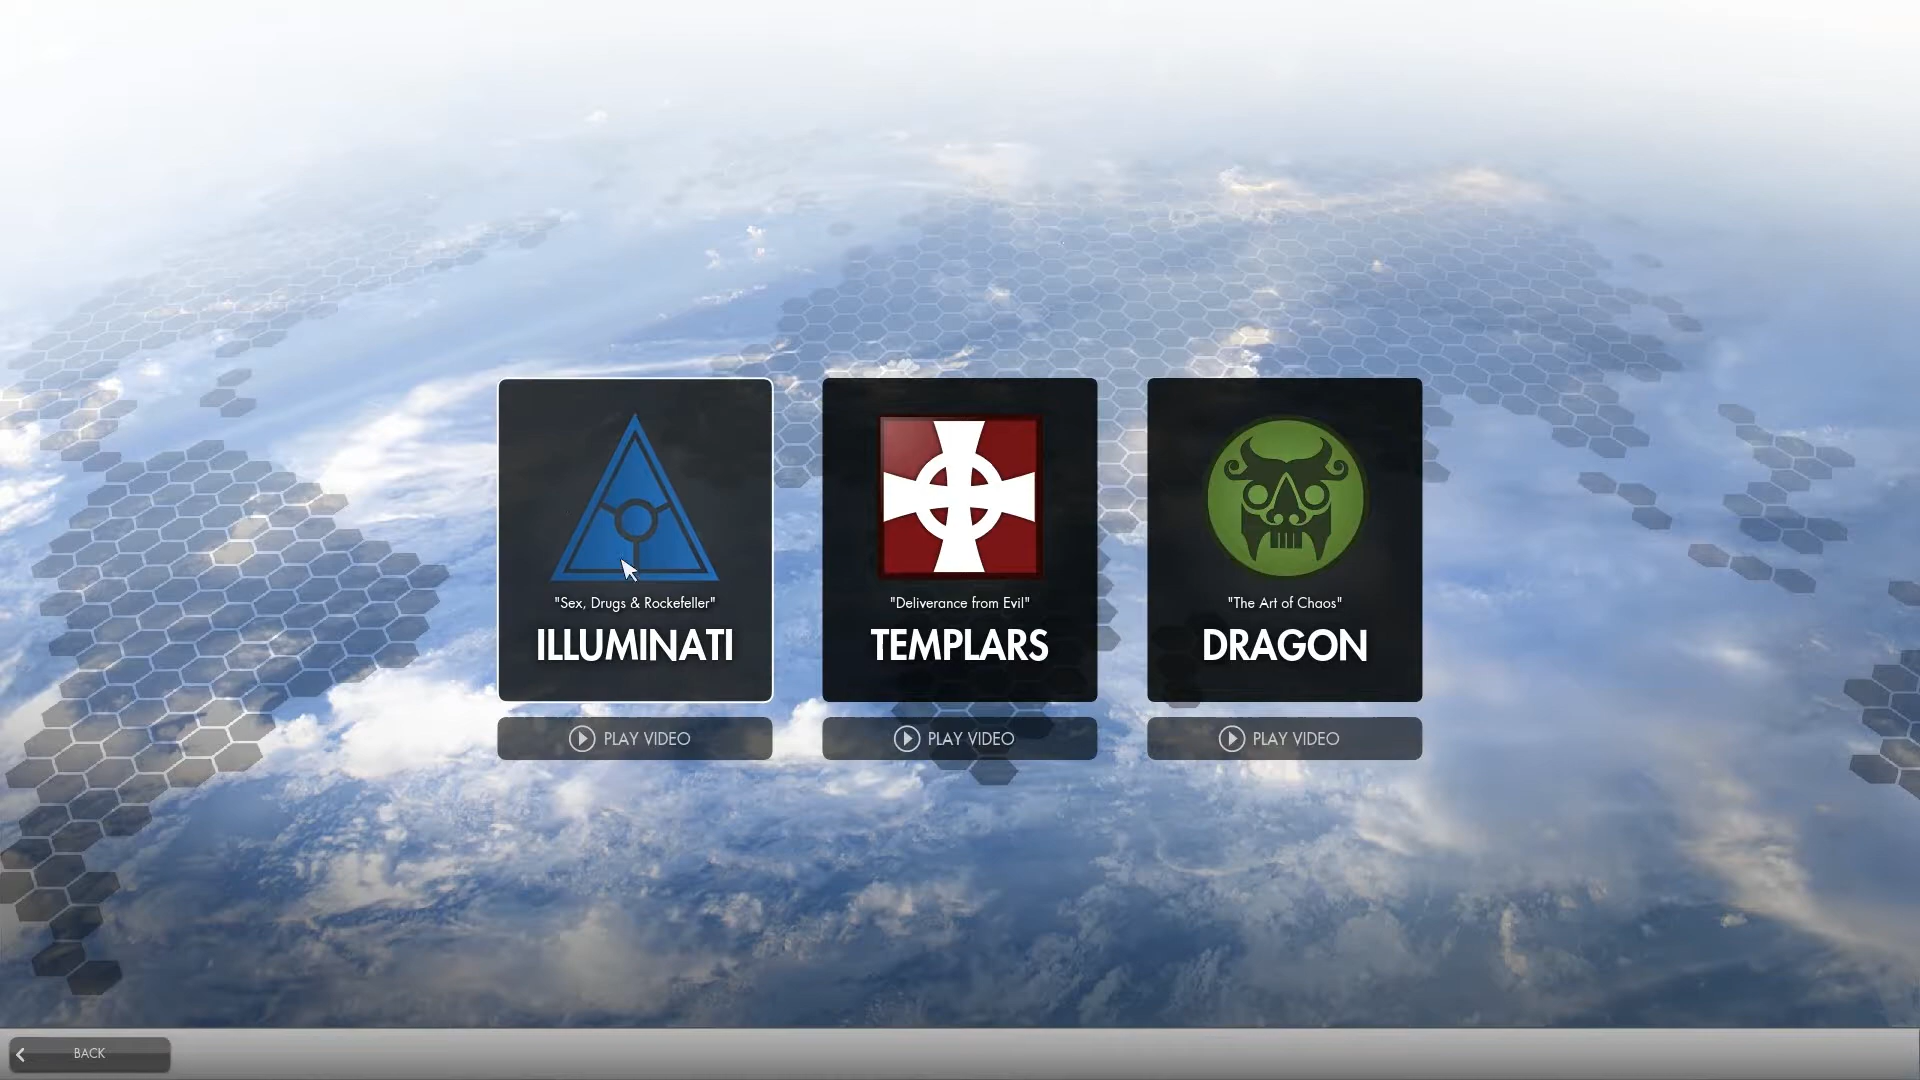 "Sex, Drugs & Rockefeller"
ILLUMINATI
PLAY VIDEO
"Deliverance from Evil"
TEMPLARS
PLAY VIDEO
"The Art of Chaos"
DRAGON
PLAY VIDEO
BACK